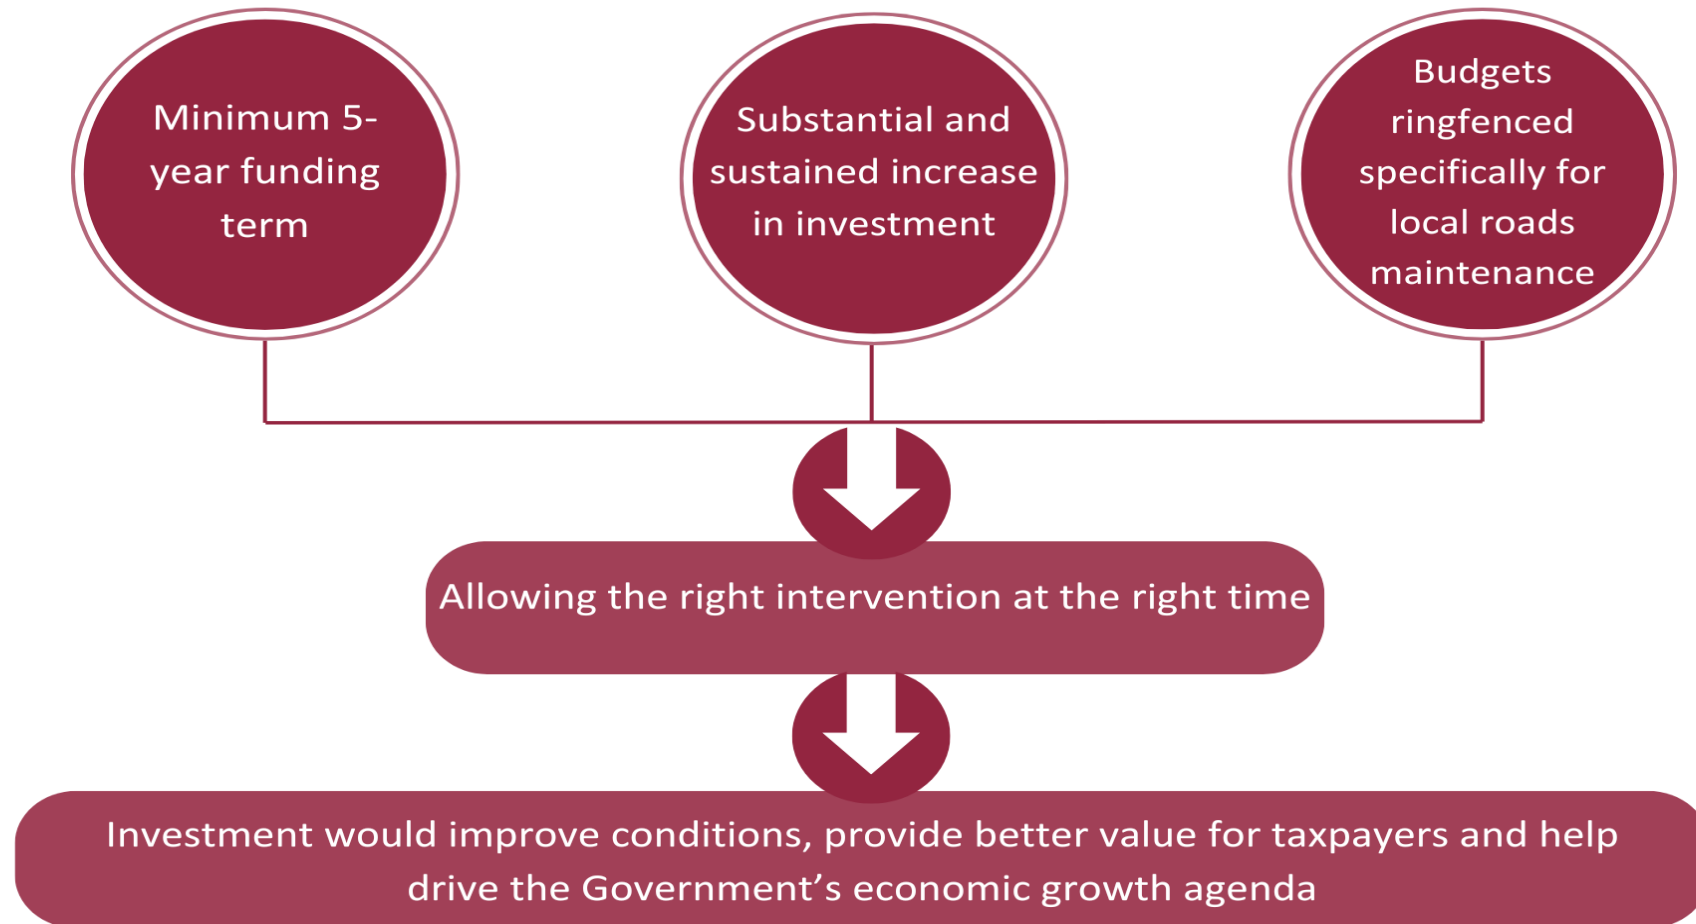 Minimum 5-
year funding
term
Substantial and
sustained increase
in investment
Budgets
ringfenced
specifically for
local roads
maintenance
Allowing the right intervention at the right time
Investment would improve conditions, provide better value for taxpayers and help
drive the Government’s economic growth agenda